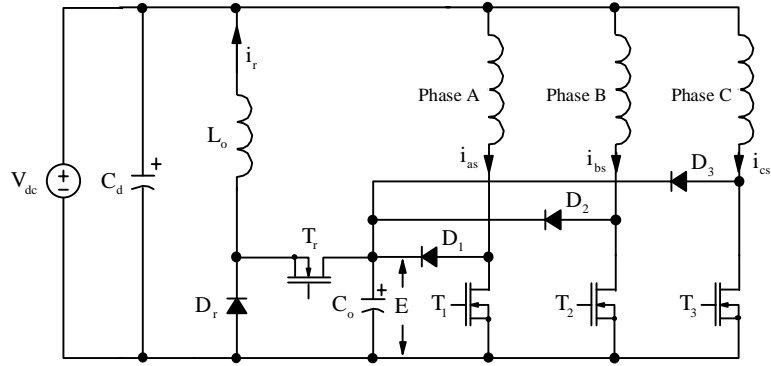 i_r
Phase A
Phase B
Phase C
L_o
i_as
i_bs
i_cs
D_3
V_dc
+
−
C_d
+
D_2
T_r
D_1
D_r
C_o
+
E
T_1
T_2
T_3